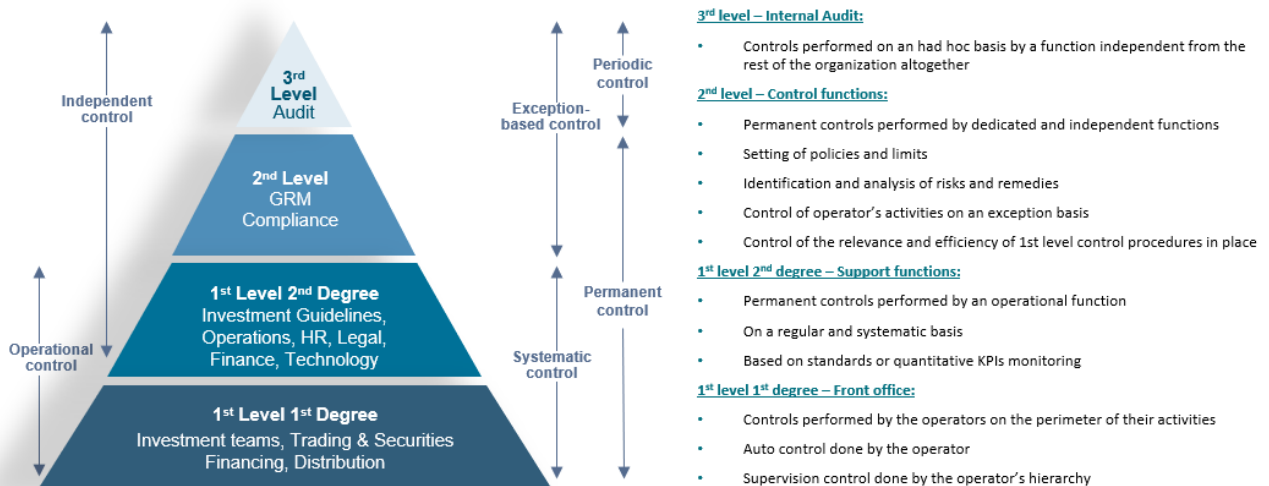 3rd
Level
Audit
2nd Level
GRM
Compliance
1st Level 2nd Degree
Investment Guidelines,
Operations, HR, Legal,
Finance, Technology
1st Level 1st Degree
Investment teams, Trading & Securities
Financing, Distribution
Independent
control
Operational
control
Exception-
based control
Systematic
control
Periodic
control
Permanent
control
3rd level – Internal Audit:
• Controls performed on an had hoc basis by a function independent from the
rest of the organization altogether
2nd level – Control functions:
• Permanent controls performed by dedicated and independent functions
• Setting of policies and limits
• Identification and analysis of risks and remedies
• Control of operator's activities on an exception basis
• Control of the relevance and efficiency of 1st level control procedures in place
1st level 2nd degree – Support functions:
• Permanent controls performed by an operational function
• On a regular and systematic basis
• Based on standards or quantitative KPIs monitoring
1st level 1st degree – Front office:
• Controls performed by the operators on the perimeter of their activities
• Auto control done by the operator
• Supervision control done by the operator's hierarchy